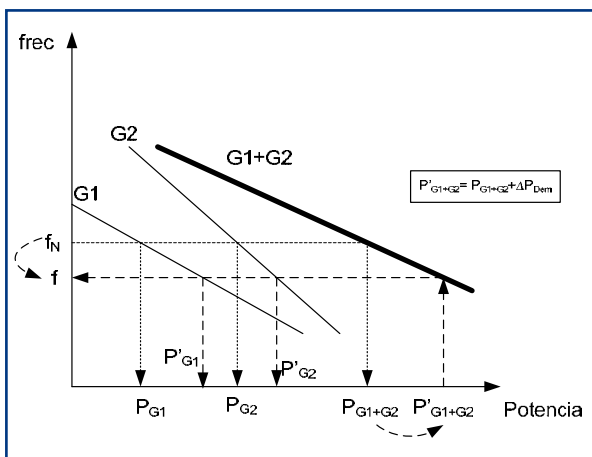 frec
G2
G1+G2
P'G1+G2= PG1+G2+ΔPDem
G1
fN
f
P'G1
P'G2
PG1
PG2
PG1+G2
P'G1+G2
Potencia